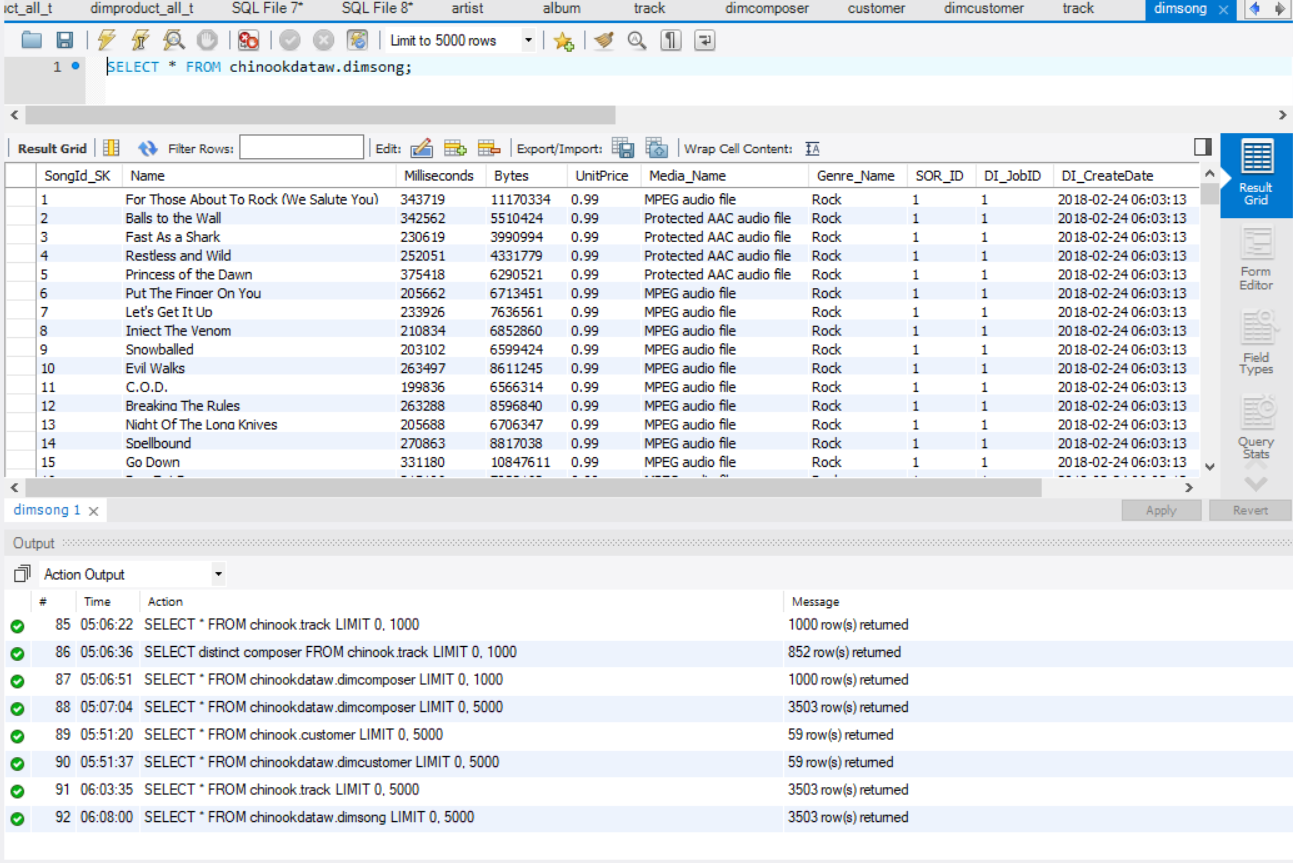 uct_all_t dimproduct_all_t SQL File 7* SQL File 8* artist album track dimcomposer customer dimcustomer track dimsong
Limit to 5000 rows
1 SELECT * FROM chinookdataw.dimsong;
Result Grid Filter Rows: Edit: Export/Import: Wrap Cell Content: IA
SongId_SK Name Milliseconds Bytes UnitPrice Media_Name Genre_Name SOR_ID DI_JobID DI_CreateDate
1 For Those About To Rock (We Salute You) 343719 11170334 0.99 MPEG audio file Rock 1 1 2018-02-24 06:03:13
2 Balls to the Wall 342562 5510424 0.99 Protected AAC audio file Rock 1 1 2018-02-24 06:03:13
3 Fast As a Shark 230619 3990994 0.99 Protected AAC audio file Rock 1 1 2018-02-24 06:03:13
4 Restless and Wild 252051 4331779 0.99 Protected AAC audio file Rock 1 1 2018-02-24 06:03:13
5 Princess of the Dawn 375418 6290521 0.99 Protected AAC audio file Rock 1 1 2018-02-24 06:03:13
6 Put The Finger On You 205662 6713451 0.99 MPEG audio file Rock 1 1 2018-02-24 06:03:13
7 Let's Get It Up 233926 7636561 0.99 MPEG audio file Rock 1 1 2018-02-24 06:03:13
8 Inject The Venom 210834 6852860 0.99 MPEG audio file Rock 1 1 2018-02-24 06:03:13
9 Snowballed 203102 6599424 0.99 MPEG audio file Rock 1 1 2018-02-24 06:03:13
10 Evil Walks 263497 8611245 0.99 MPEG audio file Rock 1 1 2018-02-24 06:03:13
11 C.O.D. 199836 6566314 0.99 MPEG audio file Rock 1 1 2018-02-24 06:03:13
12 Breaking The Rules 263288 8596840 0.99 MPEG audio file Rock 1 1 2018-02-24 06:03:13
13 Night Of The Long Knives 205688 6706347 0.99 MPEG audio file Rock 1 1 2018-02-24 06:03:13
14 Spellbound 270863 8817038 0.99 MPEG audio file Rock 1 1 2018-02-24 06:03:13
15 Go Down 331180 10847611 0.99 MPEG audio file Rock 1 1 2018-02-24 06:03:13
Result
Grid
Form
Editor
Field
Types
Query
Stats
dimsong 1 Apply Revert
Output
Action Output
# Time Action Message
85 05:06:22 SELECT * FROM chinook.track LIMIT 0, 1000 1000 row(s) returned
86 05:06:36 SELECT distinct composer FROM chinook.track LIMIT 0, 1000 852 row(s) returned
87 05:06:51 SELECT * FROM chinookdataw.dimcomposer LIMIT 0, 1000 1000 row(s) returned
88 05:07:04 SELECT * FROM chinookdataw.dimcomposer LIMIT 0, 5000 3503 row(s) returned
89 05:51:20 SELECT * FROM chinook.customer LIMIT 0, 5000 59 row(s) returned
90 05:51:37 SELECT * FROM chinookdataw.dimcustomer LIMIT 0, 5000 59 row(s) returned
91 06:03:35 SELECT * FROM chinook.track LIMIT 0, 5000 3503 row(s) returned
92 06:08:00 SELECT * FROM chinookdataw.dimsong LIMIT 0, 5000 3503 row(s) returned